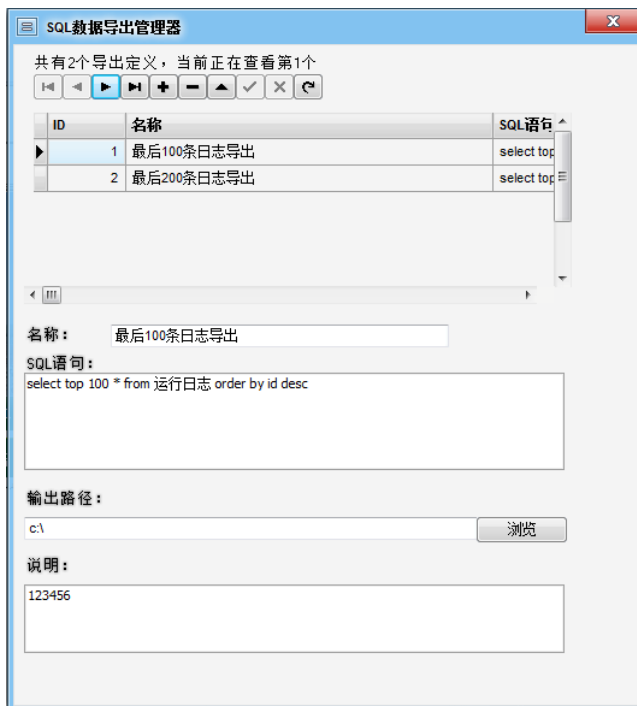 SQL数据导出管理器
共有2个导出定义，当前正在查看第1个
ID 名称 SQL语句
1 最后100条日志导出 select top
2 最后200条日志导出 select top
名称： 最后100条日志导出
SQL语句：
select top 100 * from 运行日志 order by id desc
输出路径：
c:\ 浏览
说明：
123456